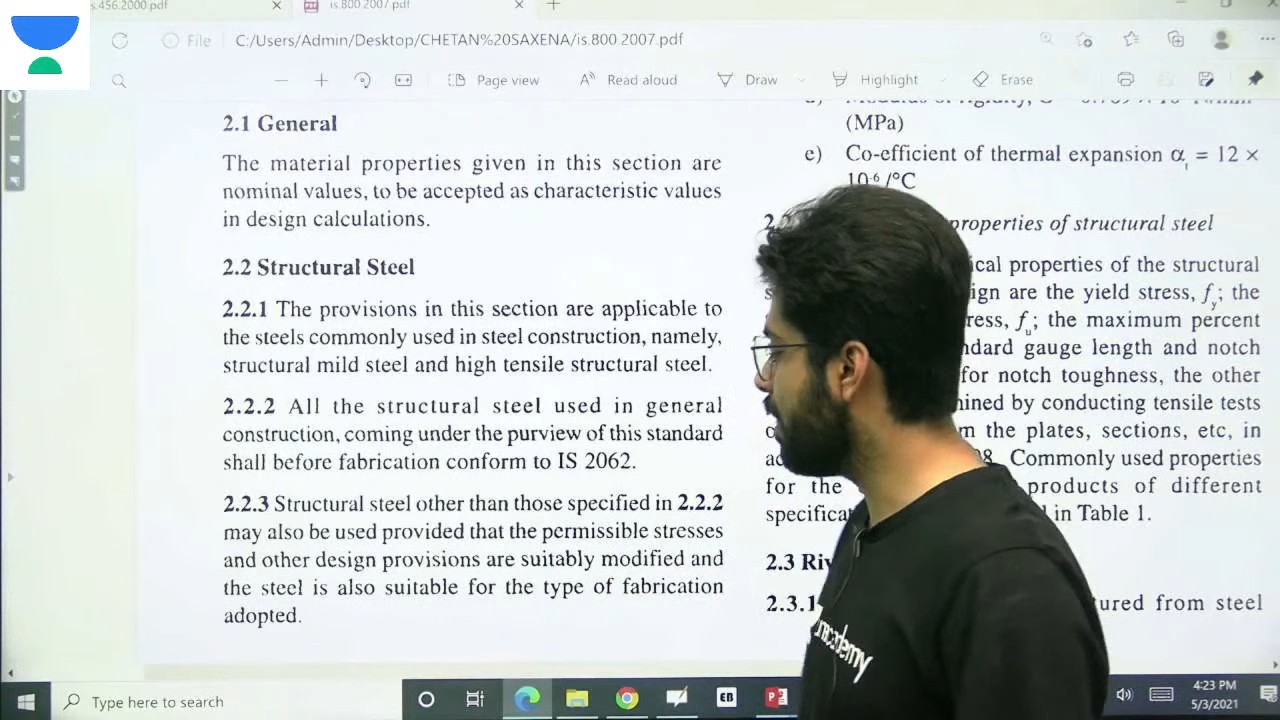 is.456.2000.pdf
is.800.2007.pdf
File C:/Users/Admin/Desktop/CHETAN%20SAXENA/is.800.2007.pdf
Page view
Read aloud
Draw
Highlight
Erase
2.1 General
The material properties given in this section are
nominal values, to be accepted as characteristic values
in design calculations.
2.2 Structural Steel
2.2.1 The provisions in this section are applicable to
the steels commonly used in steel construction, namely,
structural mild steel and high tensile structural steel.
2.2.2 All the structural steel used in general
construction, coming under the purview of this standard
shall before fabrication conform to IS 2062.
2.2.3 Structural steel other than those specified in 2.2.2
may also be used provided that the permissible stresses
and other design provisions are suitably modified and
the steel is also suitable for the type of fabrication
adopted.
(MPa)
e) Co-efficient of thermal expansion αt = 12 ×
10-6 /°C
properties of structural steel
properties of the structural
are the yield stress, fy; the
fu; the maximum percent
gauge length and notch
for notch toughness, the other
by conducting tensile tests
the plates, sections, etc, in
Commonly used properties
for the products of different
in Table 1.
2.3
2.3.1 from steel
unacademy
Type here to search
EB
4:23 PM
5/3/2021